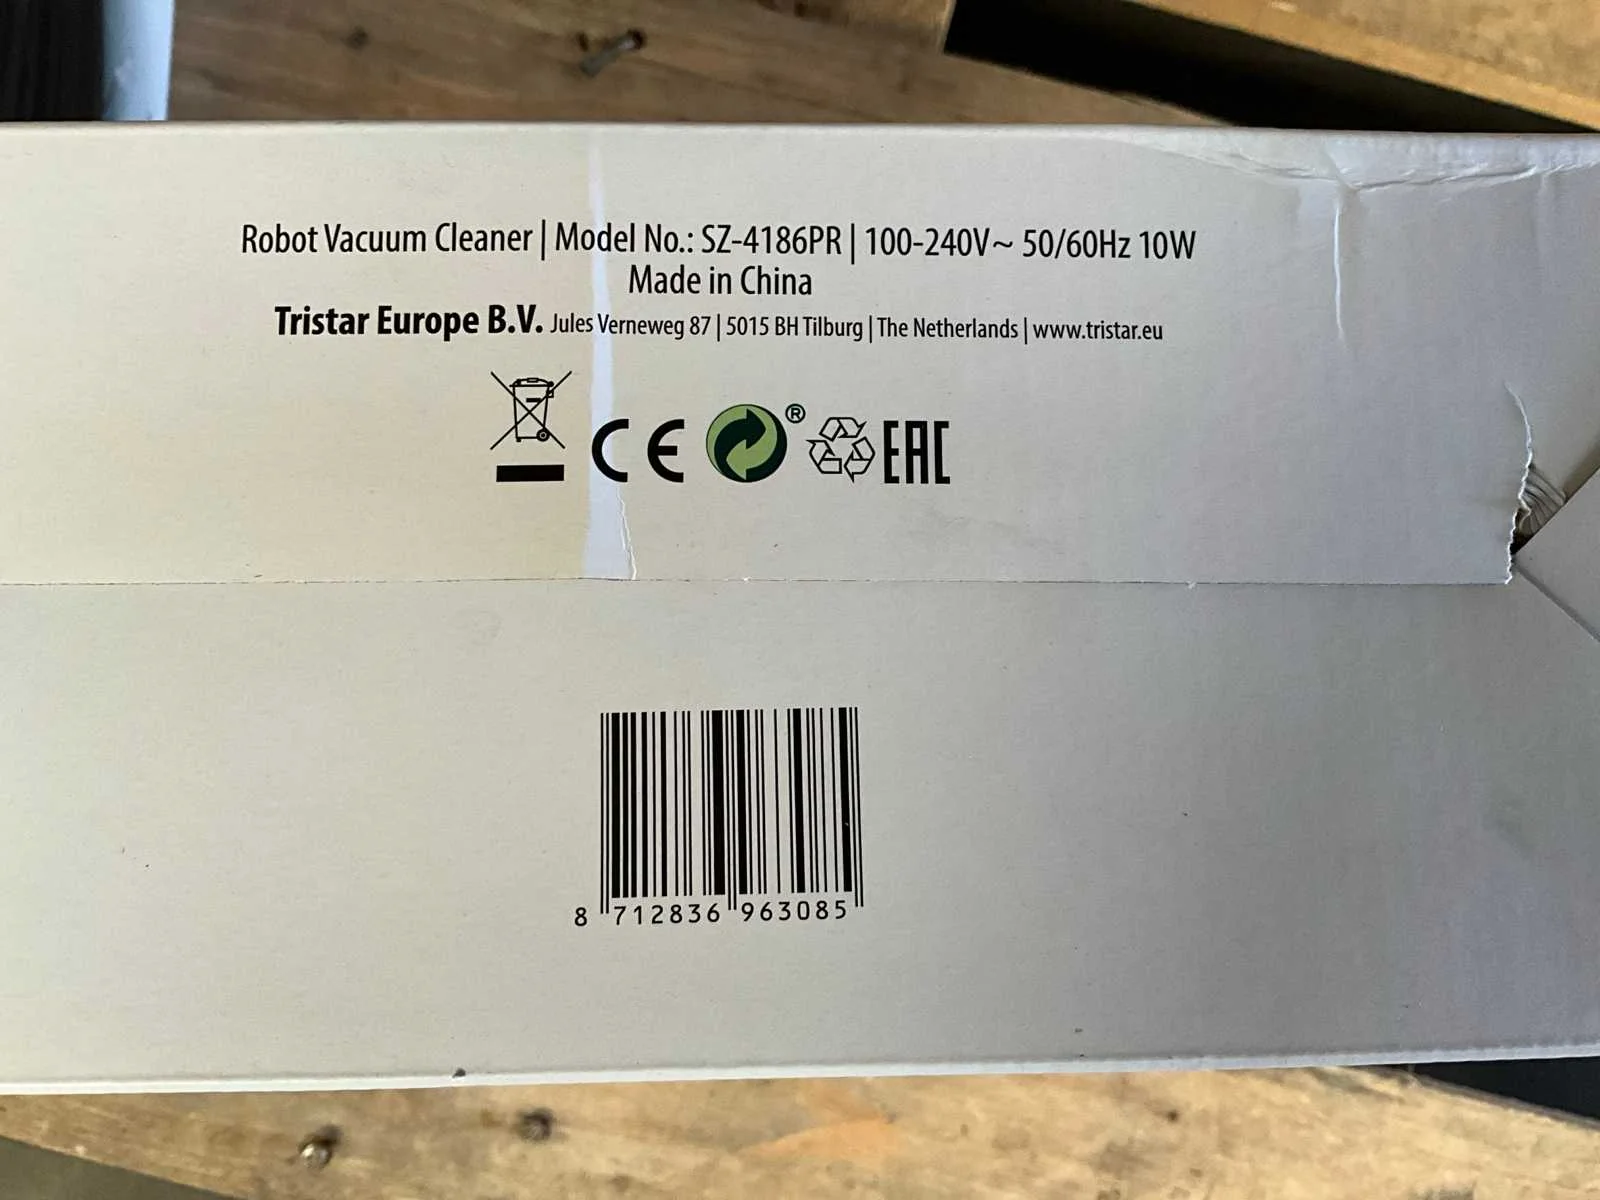 Robot Vacuum Cleaner | Model No.: SZ-4186PR | 100-240V~ 50/60Hz 10W
Made in China
Tristar Europe B.V. Jules Verneweg 87 | 5015 BH Tilburg | The Netherlands | www.tristar.eu
CE ® EAC
8 712836 963085